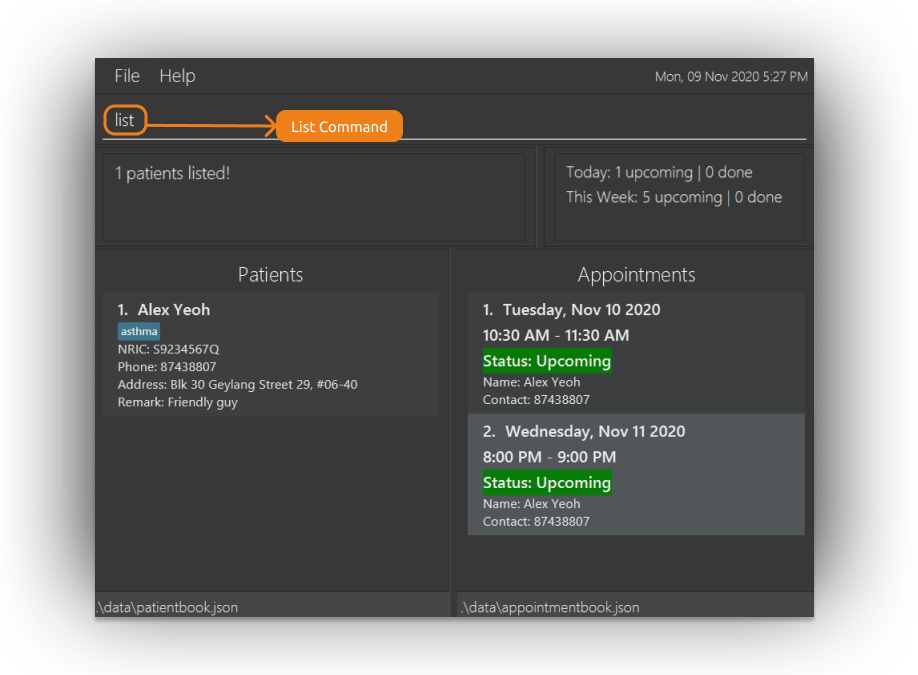 File Help
Mon, 09 Nov 2020 5:27 PM
list
List Command
1 patients listed!
Today: 1 upcoming | 0 done
This Week: 5 upcoming | 0 done
Patients
1. Alex Yeoh
asthma
NRIC: S9234567Q
Phone: 87438807
Address: Blk 30 Geylang Street 29, #06-40
Remark: Friendly guy
Appointments
1. Tuesday, Nov 10 2020
10:30 AM - 11:30 AM
Status: Upcoming
Name: Alex Yeoh
Contact: 87438807
2. Wednesday, Nov 11 2020
8:00 PM - 9:00 PM
Status: Upcoming
Name: Alex Yeoh
Contact: 87438807
.\data\patientbook.json
.\data\appointmentbook.json